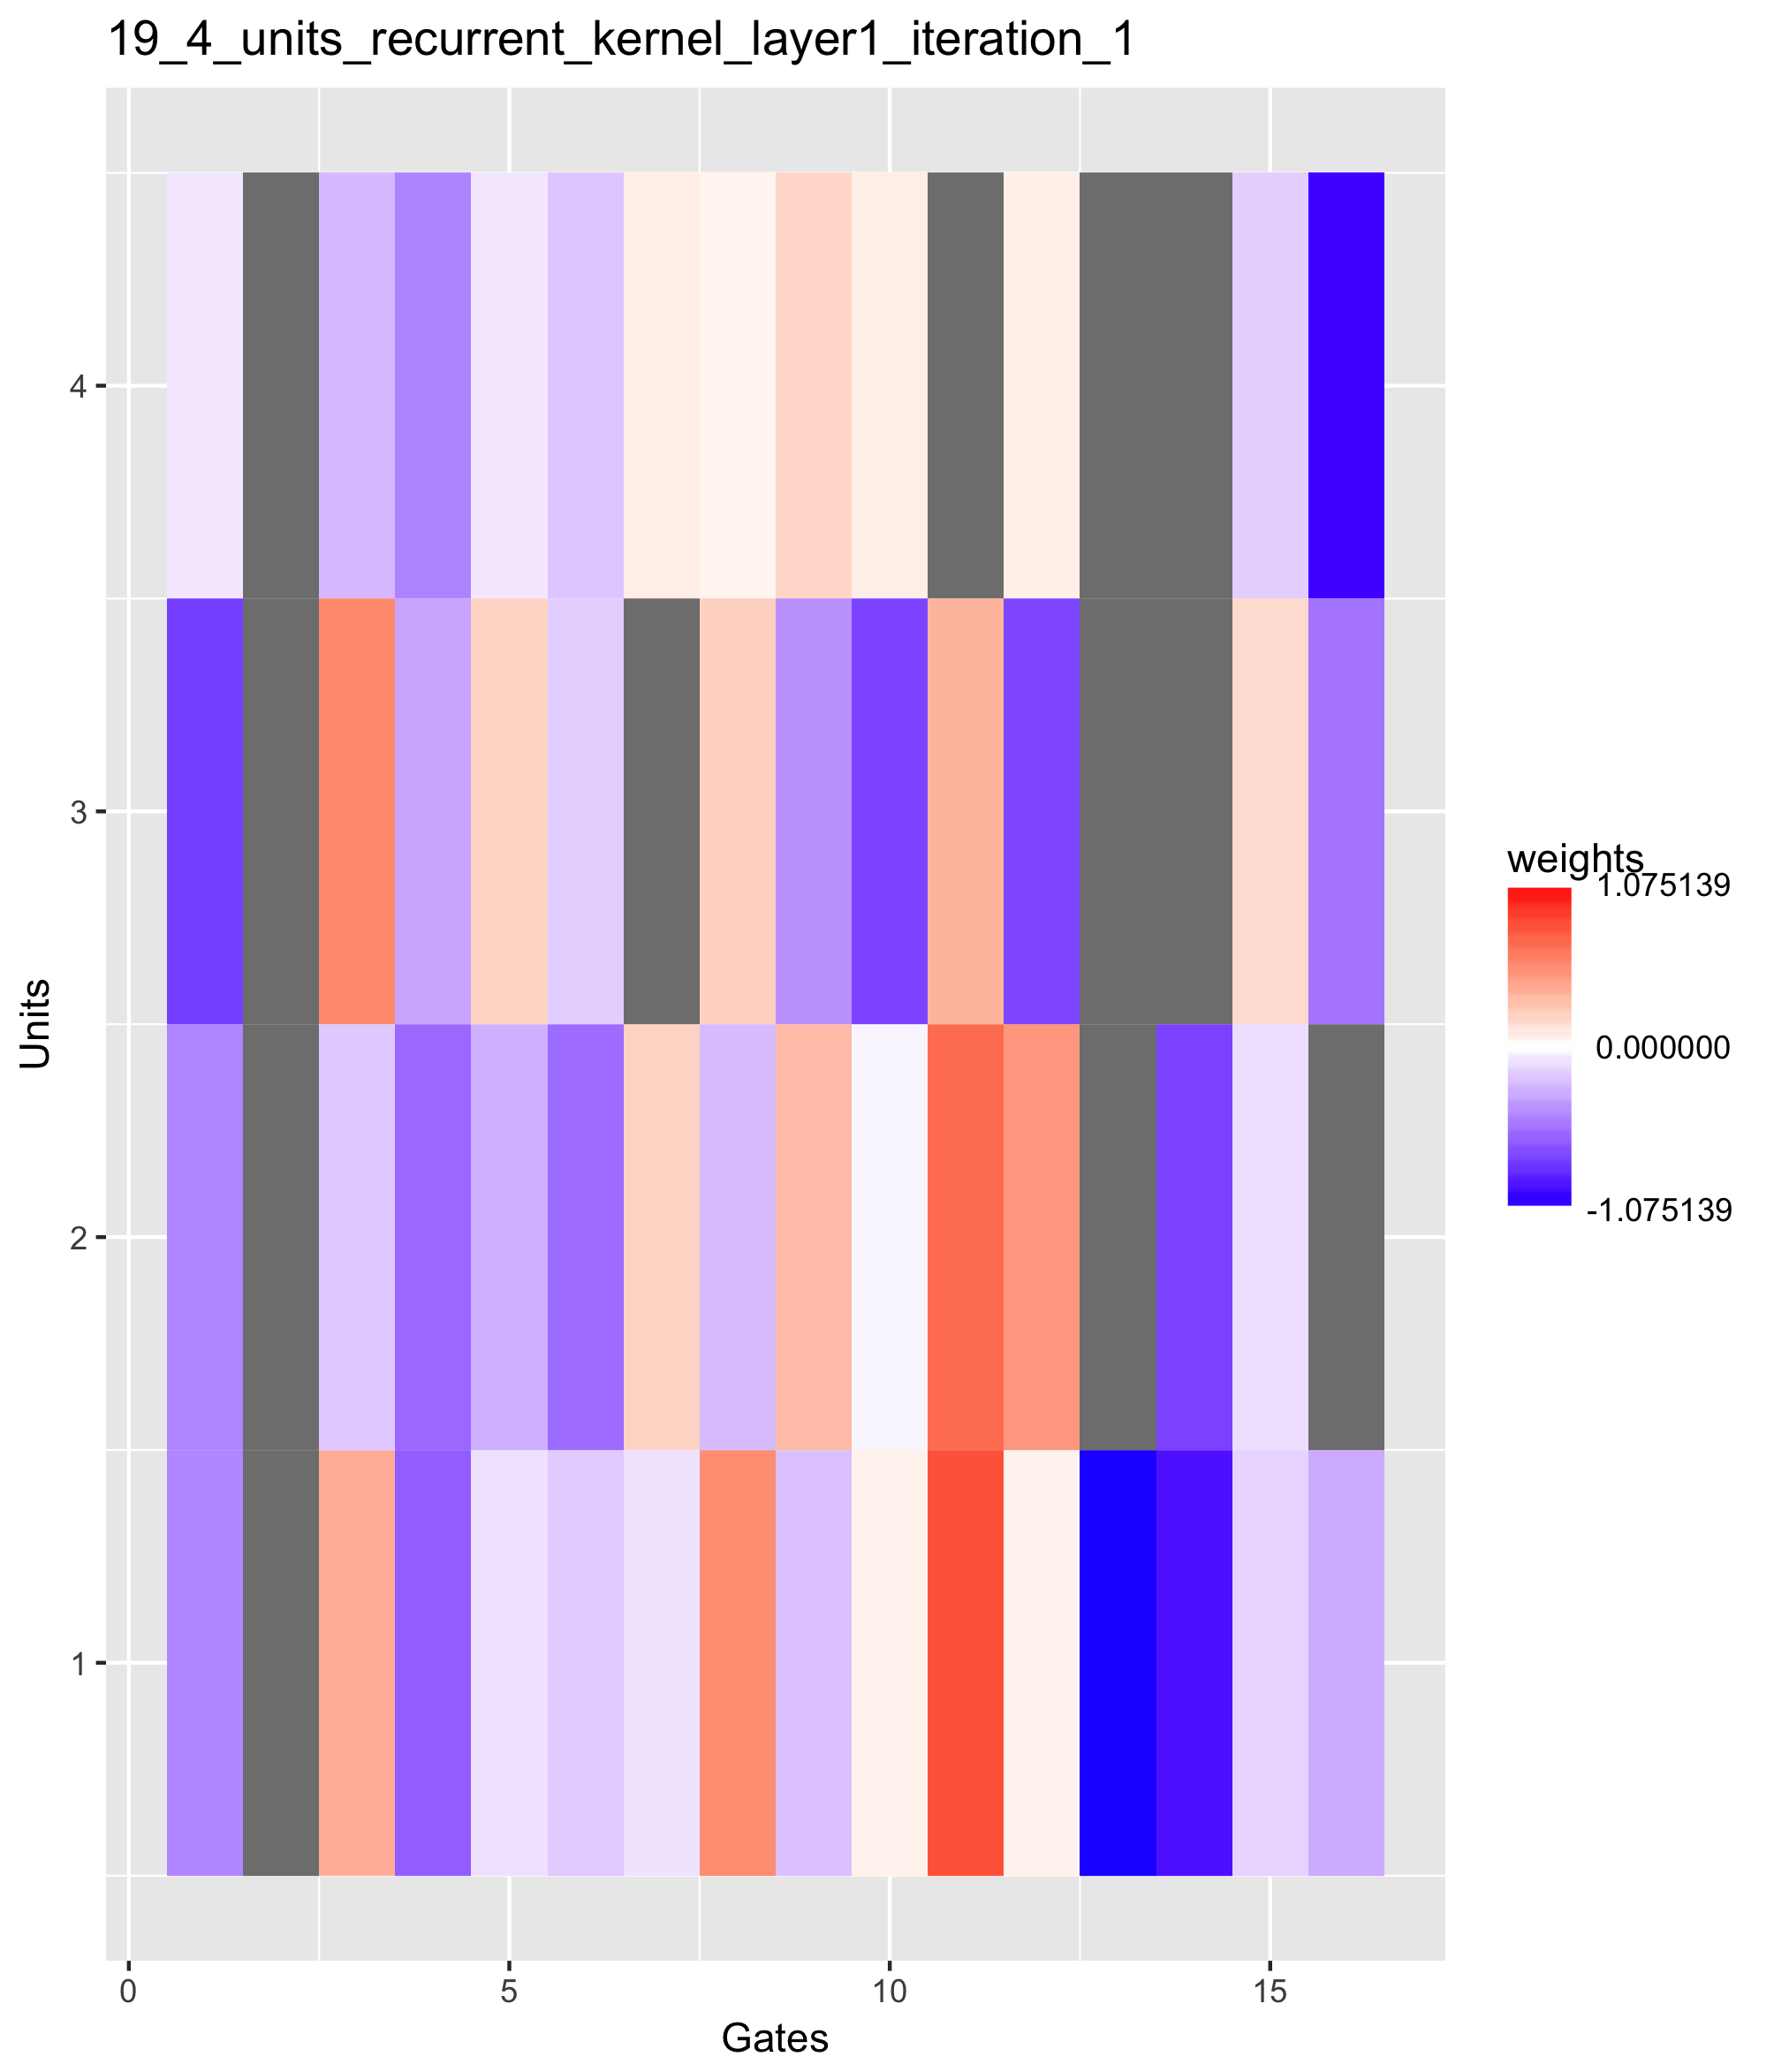 19_4_units_recurrent_kernel_layer1_iteration_1
4
3
2
1
Units
0 5 10 15
Gates
weights
1.075139
0.000000
-1.075139